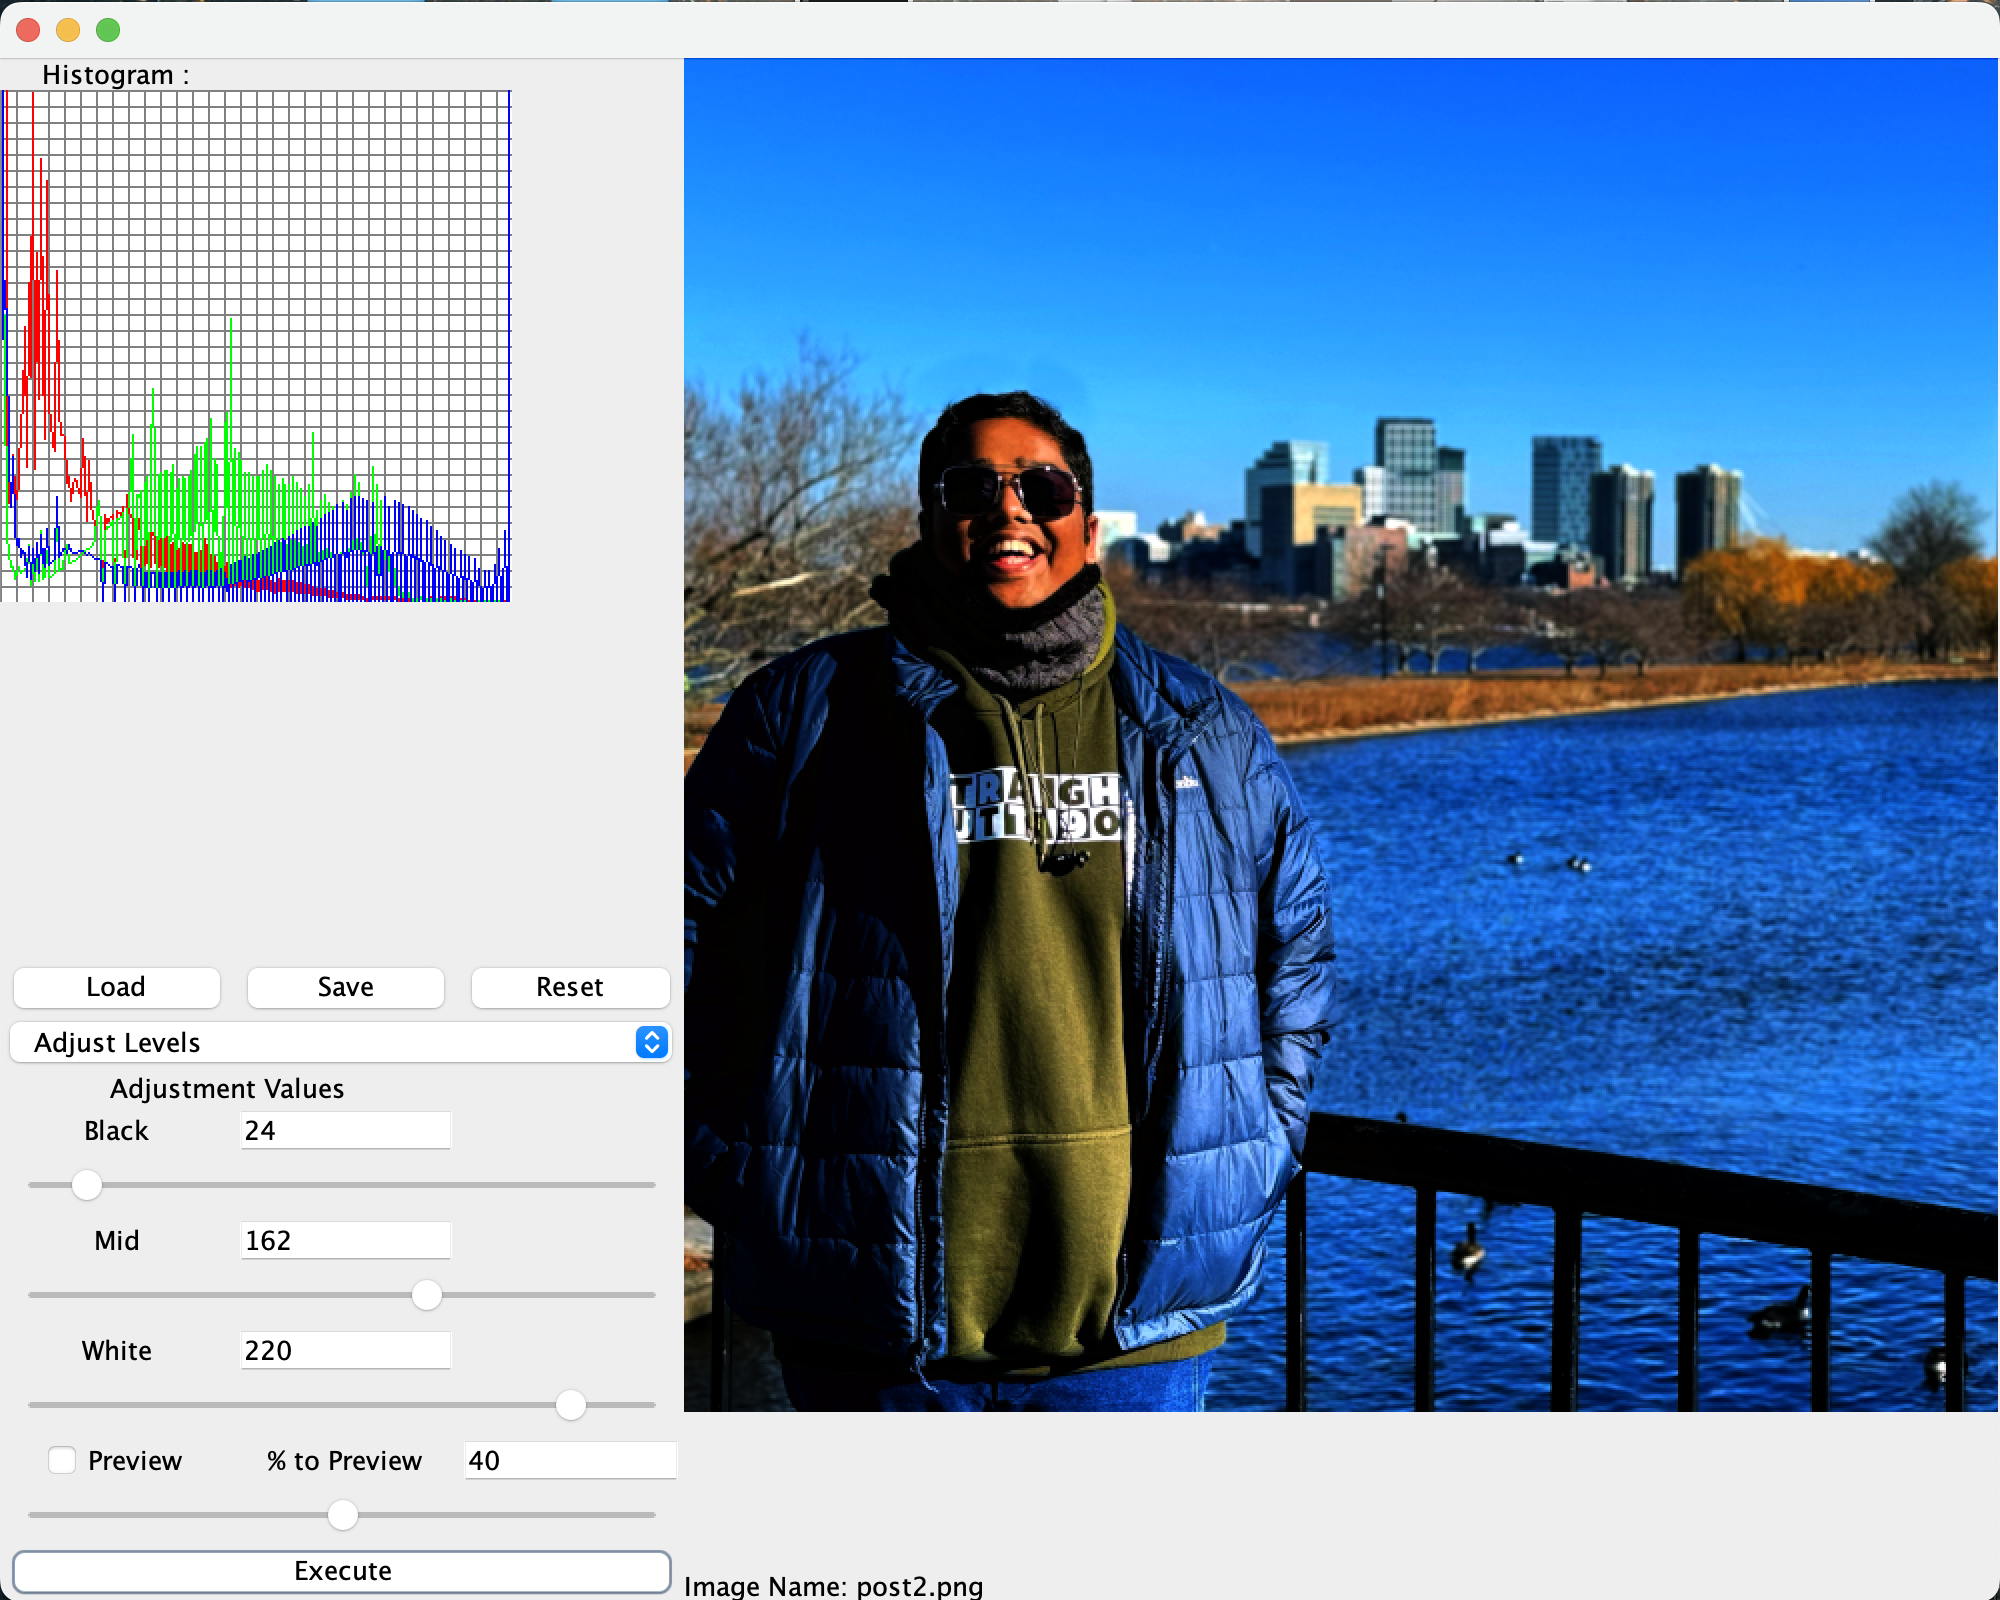 Histogram :
Load
Save
Reset
Adjust Levels
Adjustment Values
Black
24
Mid
162
White
220
Preview
% to Preview
40
Execute
TRAIGH
UTTA90
Image Name: post2.png